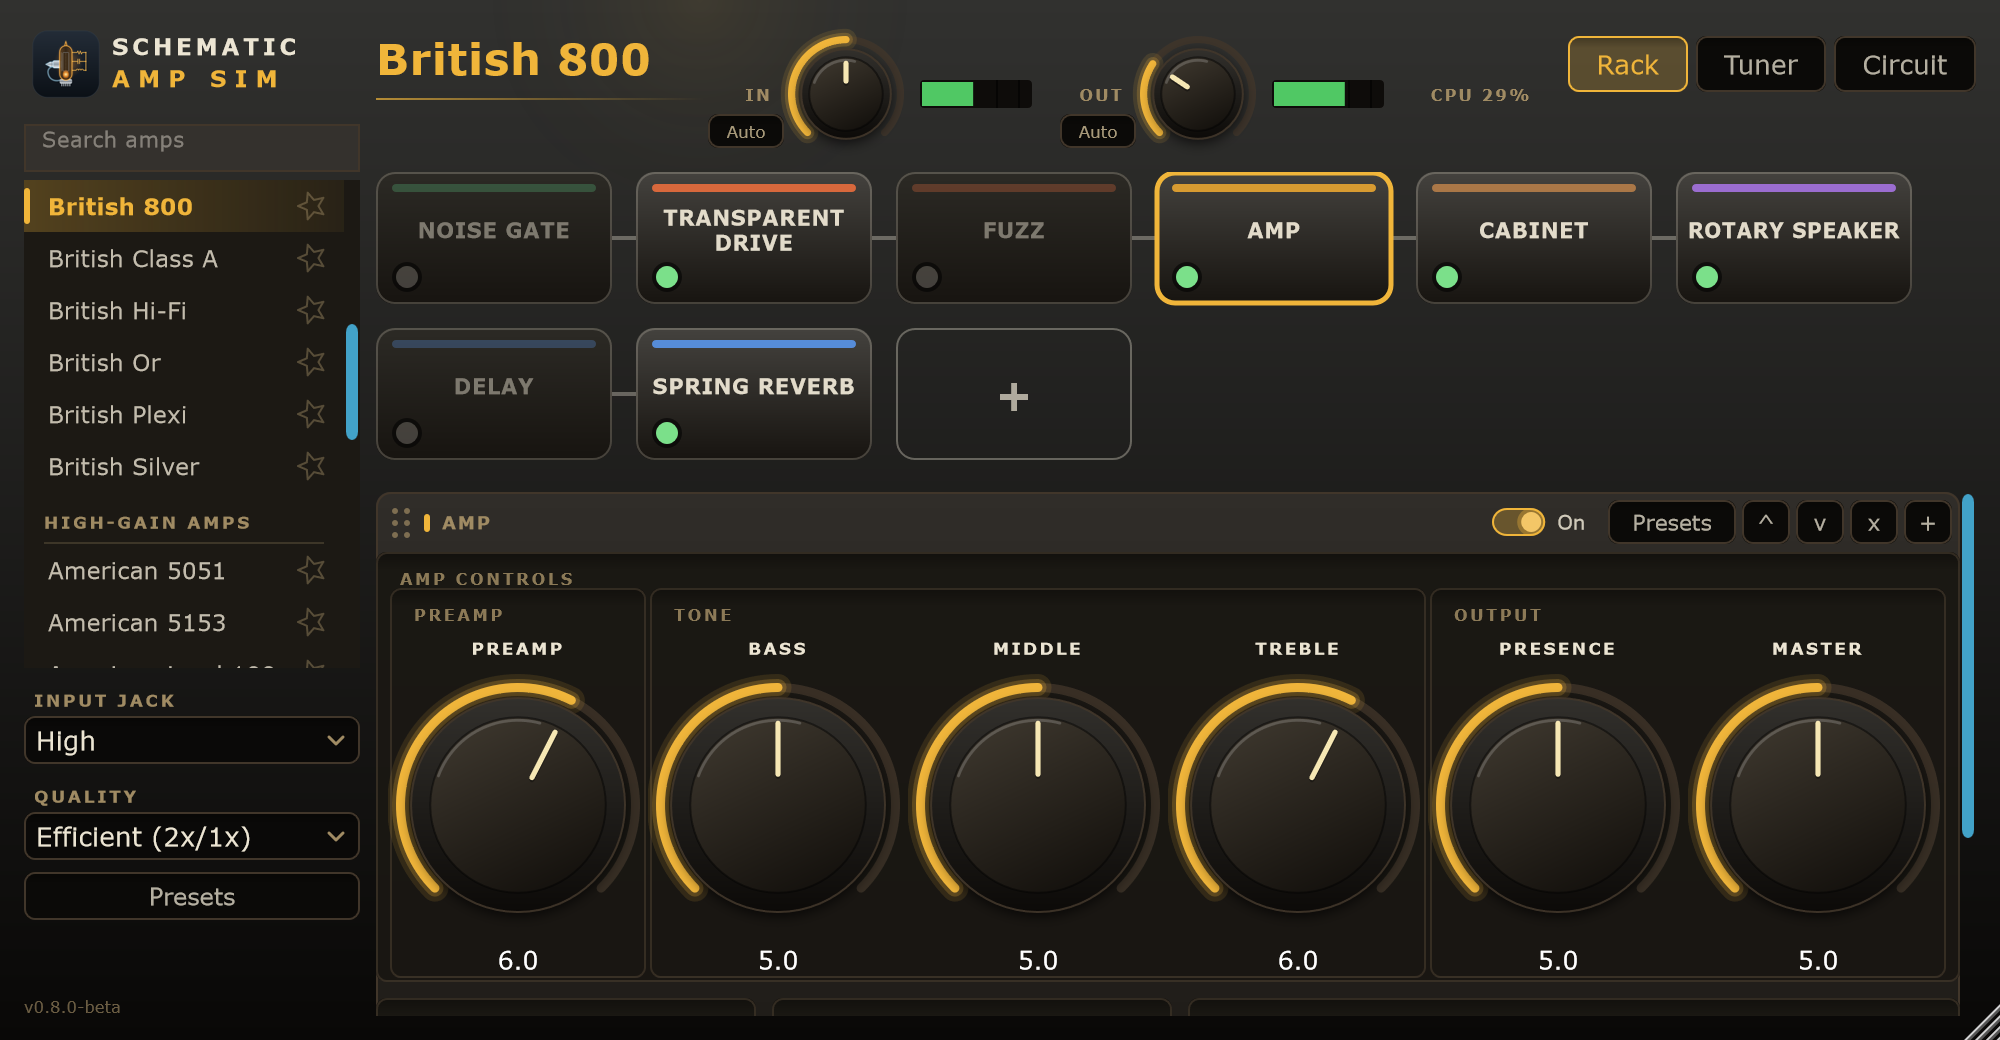 SCHEMATIC
AMP SIM
British 800
IN
Auto
OUT
Auto
CPU 29%
Rack
Tuner
Circuit
Search amps
British 800
British Class A
British Hi-Fi
British Or
British Plexi
British Silver
HIGH-GAIN AMPS
American 5051
American 5153
INPUT JACK
High
QUALITY
Efficient (2x/1x)
Presets
v0.8.0-beta
NOISE GATE
TRANSPARENT
DRIVE
FUZZ
AMP
CABINET
ROTARY SPEAKER
DELAY
SPRING REVERB
+
AMP
On
Presets
^
v
x
+
AMP CONTROLS
PREAMP
TONE
OUTPUT
PREAMP
BASS
MIDDLE
TREBLE
PRESENCE
MASTER
6.0
5.0
5.0
6.0
5.0
5.0